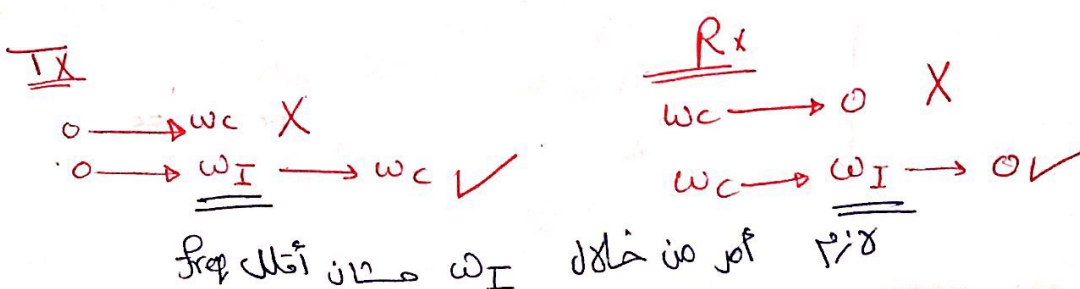 TX
0 → ωc X
0 → ωI → ωc ✓
Rx
ωc → 0 X
ωc → ωI → 0 ✓
لازم أمر من خلال ωI مشان أقلل freq